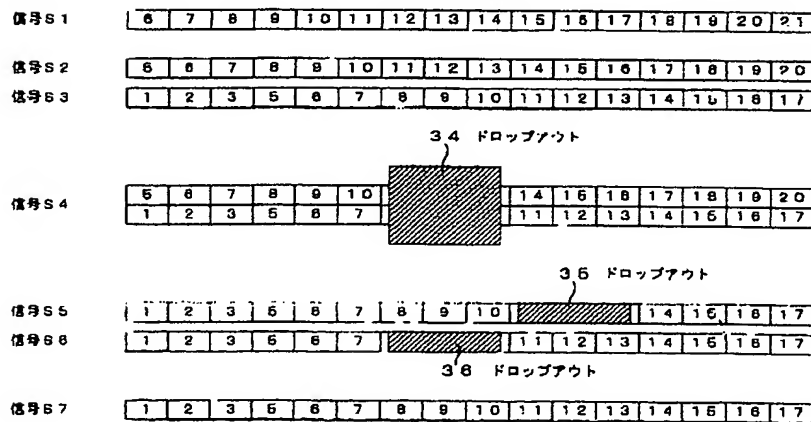 信号S1 6 7 8 9 10 11 12 13 14 15 16 17 18 19 20 21
信号S2 5 6 7 8 9 10 11 12 13 14 15 16 17 18 19 20
信号S3 1 2 3 5 6 7 8 9 10 11 12 13 14 15 16 17
34 ドロップアウト
信号S4 5 6 7 8 9 10 14 15 16 17 18 19 20
1 2 3 5 6 7 11 12 13 14 15 16 17
35 ドロップアウト
信号S5 1 2 3 5 6 7 8 9 10 14 15 16 17
信号S6 1 2 3 5 6 7 11 12 13 14 15 16 17
36 ドロップアウト
信号S7 1 2 3 5 6 7 8 9 10 11 12 13 14 15 16 17